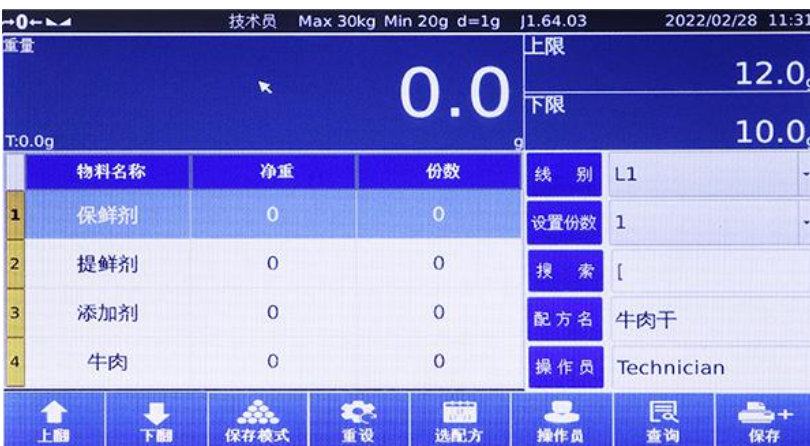 →0← 技术员 Max 30kg Min 20g d=1g J1.64.03 2022/02/28 11:31
重量
0.0
T:0.0g
g
上限
12.0
下限
10.0
物料名称 净重 份数
1 保鲜剂 0 0
2 提鲜剂 0 0
3 添加剂 0 0
4 牛肉 0 0
线 别 L1
设置份数 1
搜 索 [
配方名 牛肉干
操作员 Technician
上翻 下翻 保存模式 重设 选配方 操作员 查询 保存